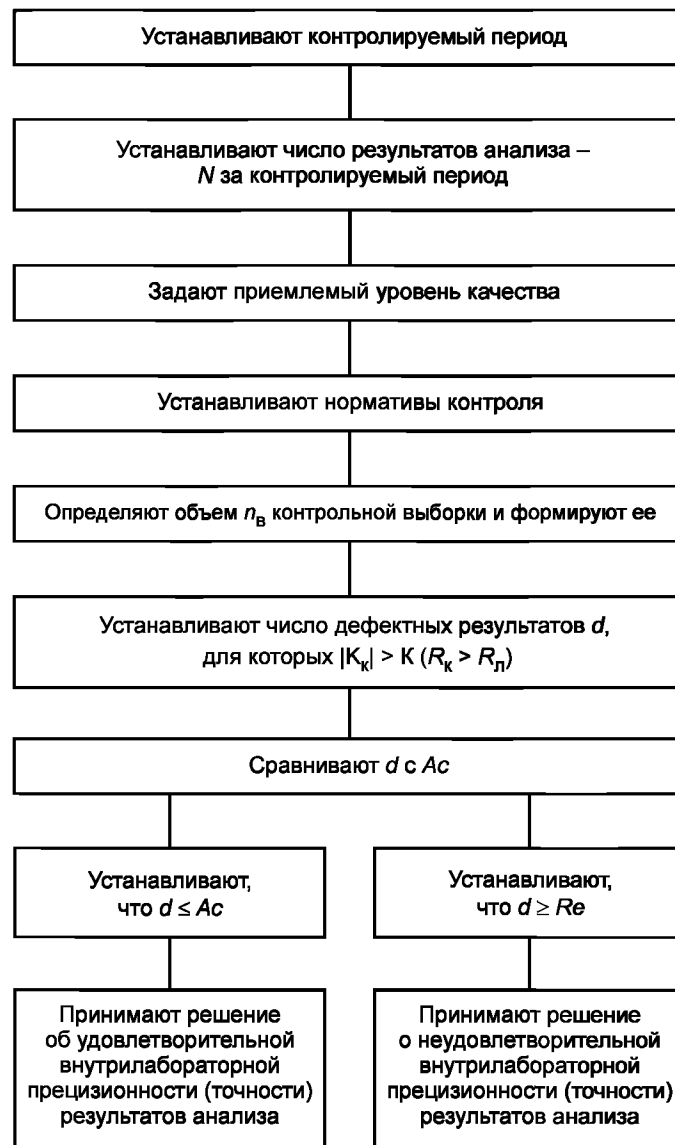 Устанавливают контролируемый период
Устанавливают число результатов анализа –
N за контролируемый период
Задают приемлемый уровень качества
Устанавливают нормативы контроля
Определяют объем nв контрольной выборки и формируют ее
Устанавливают число дефектных результатов d,
для которых |Kк| > К (Rк > Rл)
Сравнивают d с Ac
Устанавливают,
что d ≤ Ac
Устанавливают,
что d ≥ Re
Принимают решение
об удовлетворительной
внутрилабораторной
прецизионности (точности)
результатов анализа
Принимают решение
о неудовлетворительной
внутрилабораторной
прецизионности (точности)
результатов анализа